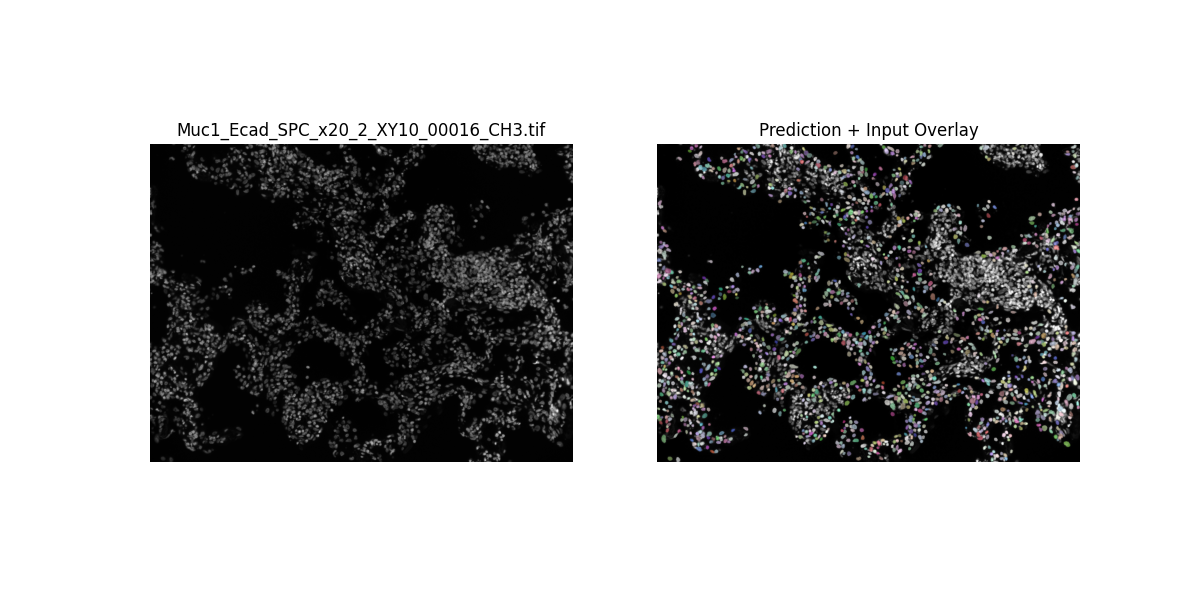 Muc1_Ecad_SPC_x20_2_XY10_00016_CH3.tif
Prediction + Input Overlay